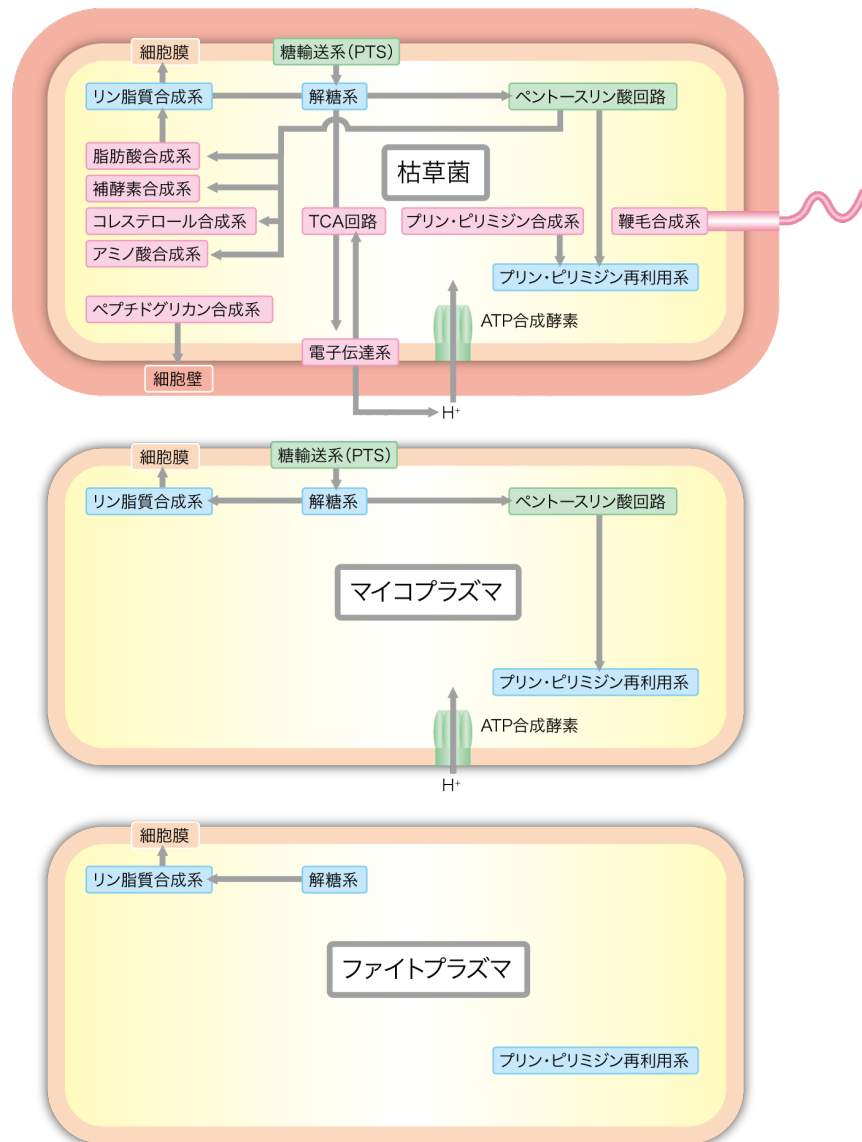 細胞膜
糖輸送系(PTS)
リン脂質合成系
解糖系
ペントースリン酸回路
脂肪酸合成系
枯草菌
補酵素合成系
コレステロール合成系
TCA回路
プリン・ピリミジン合成系
鞭毛合成系
アミノ酸合成系
プリン・ピリミジン再利用系
ペプチドグリカン合成系
ATP合成酵素
電子伝達系
細胞壁
H⁺
細胞膜
糖輸送系(PTS)
リン脂質合成系
解糖系
ペントースリン酸回路
マイコプラズマ
プリン・ピリミジン再利用系
ATP合成酵素
H⁺
細胞膜
リン脂質合成系
解糖系
ファイトプラズマ
プリン・ピリミジン再利用系